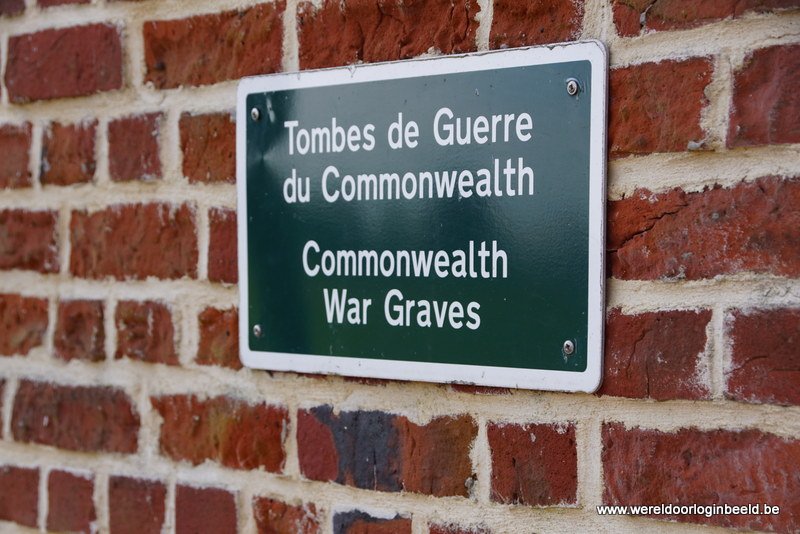 Tombes de Guerre
du Commonwealth
Commonwealth
War Graves
www.wereldoorloginbeeld.be